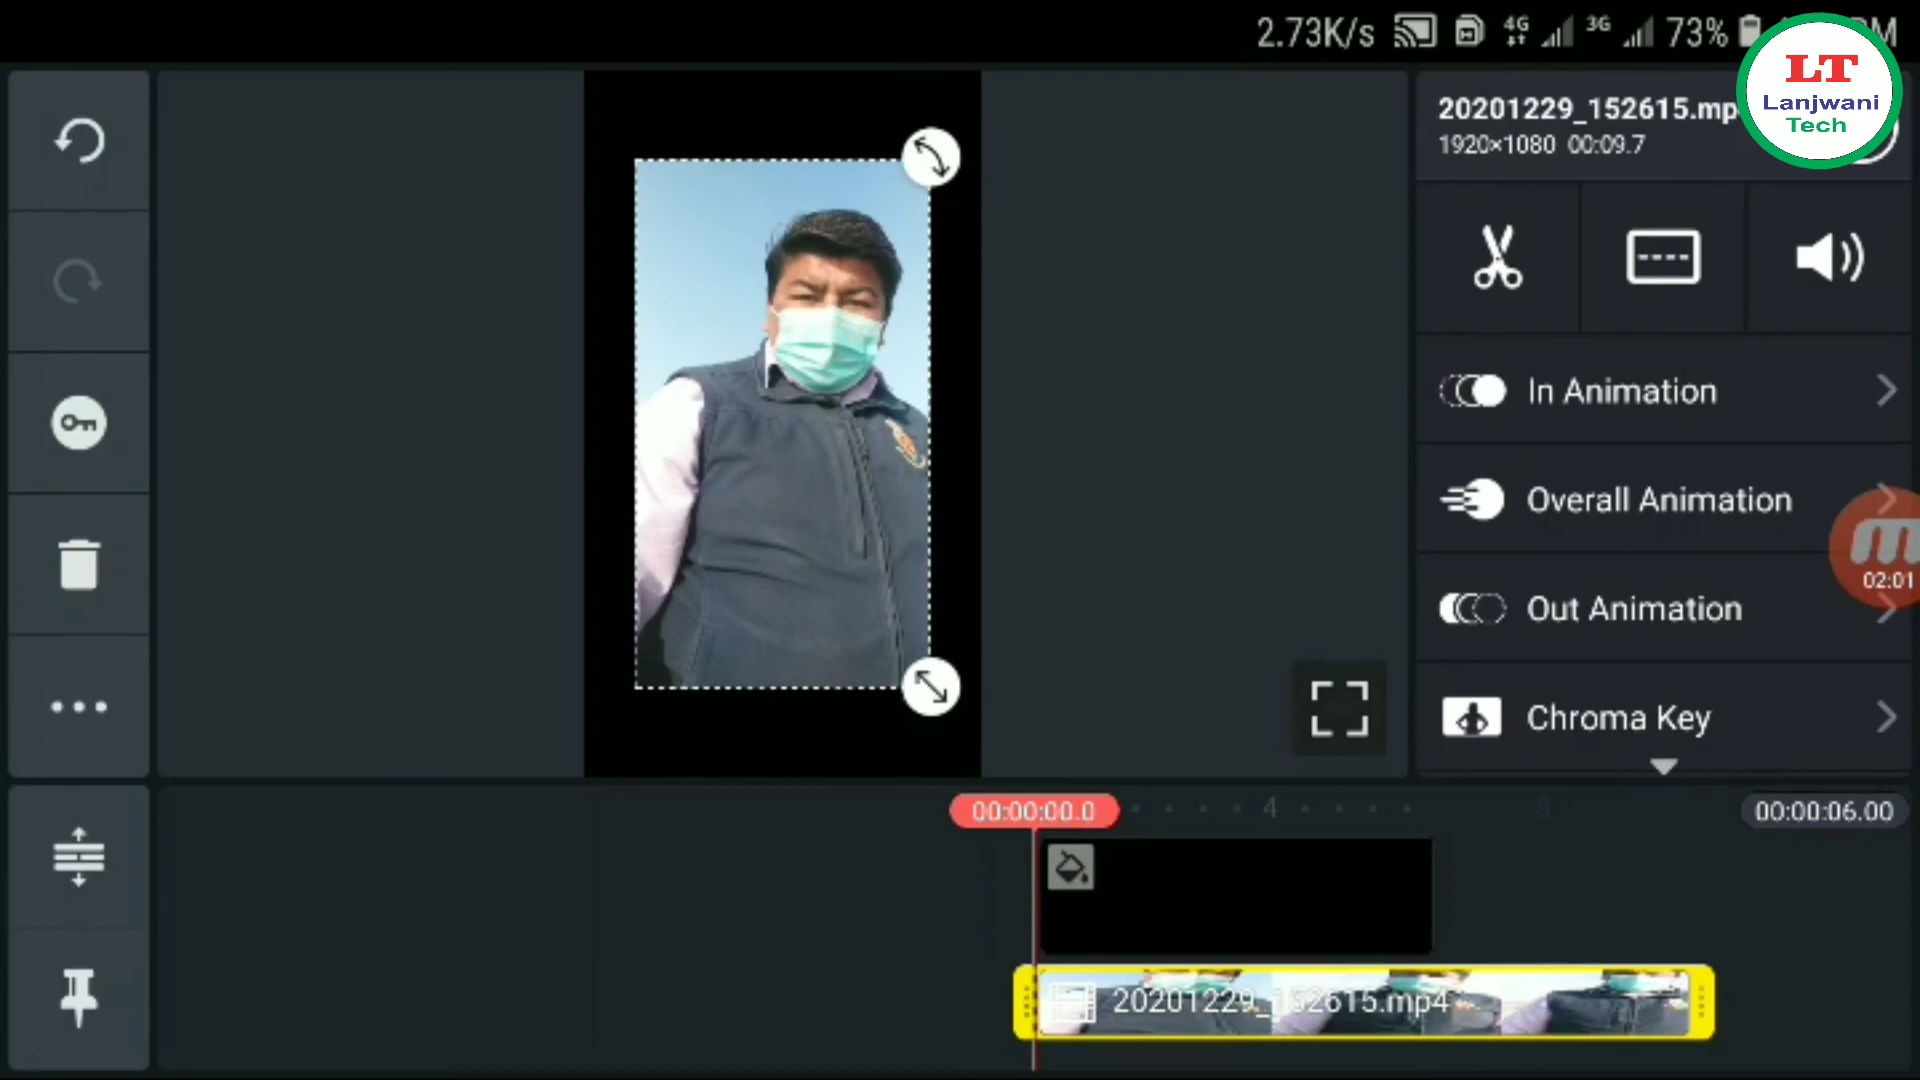 2.73K/s 4G 3G 73%
LT
Lanjwani
Tech
20201229_152615.mp
1920×1080 00:09.7
In Animation
Overall Animation
02:01
Out Animation
Chroma Key
00:00:00.0 4 8 00:00:06.00
20201229_152615.mp4